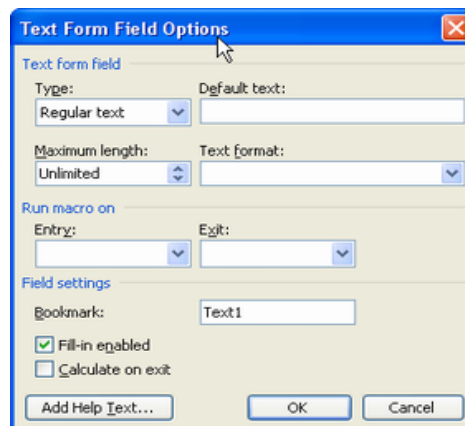 Text Form Field Options
Text form field
Type: Default text:
Regular text
Maximum length: Text format:
Unlimited
Run macro on
Entry: Exit:
Field settings
Bookmark: Text1
Fill-in enabled
Calculate on exit
Add Help Text... OK Cancel